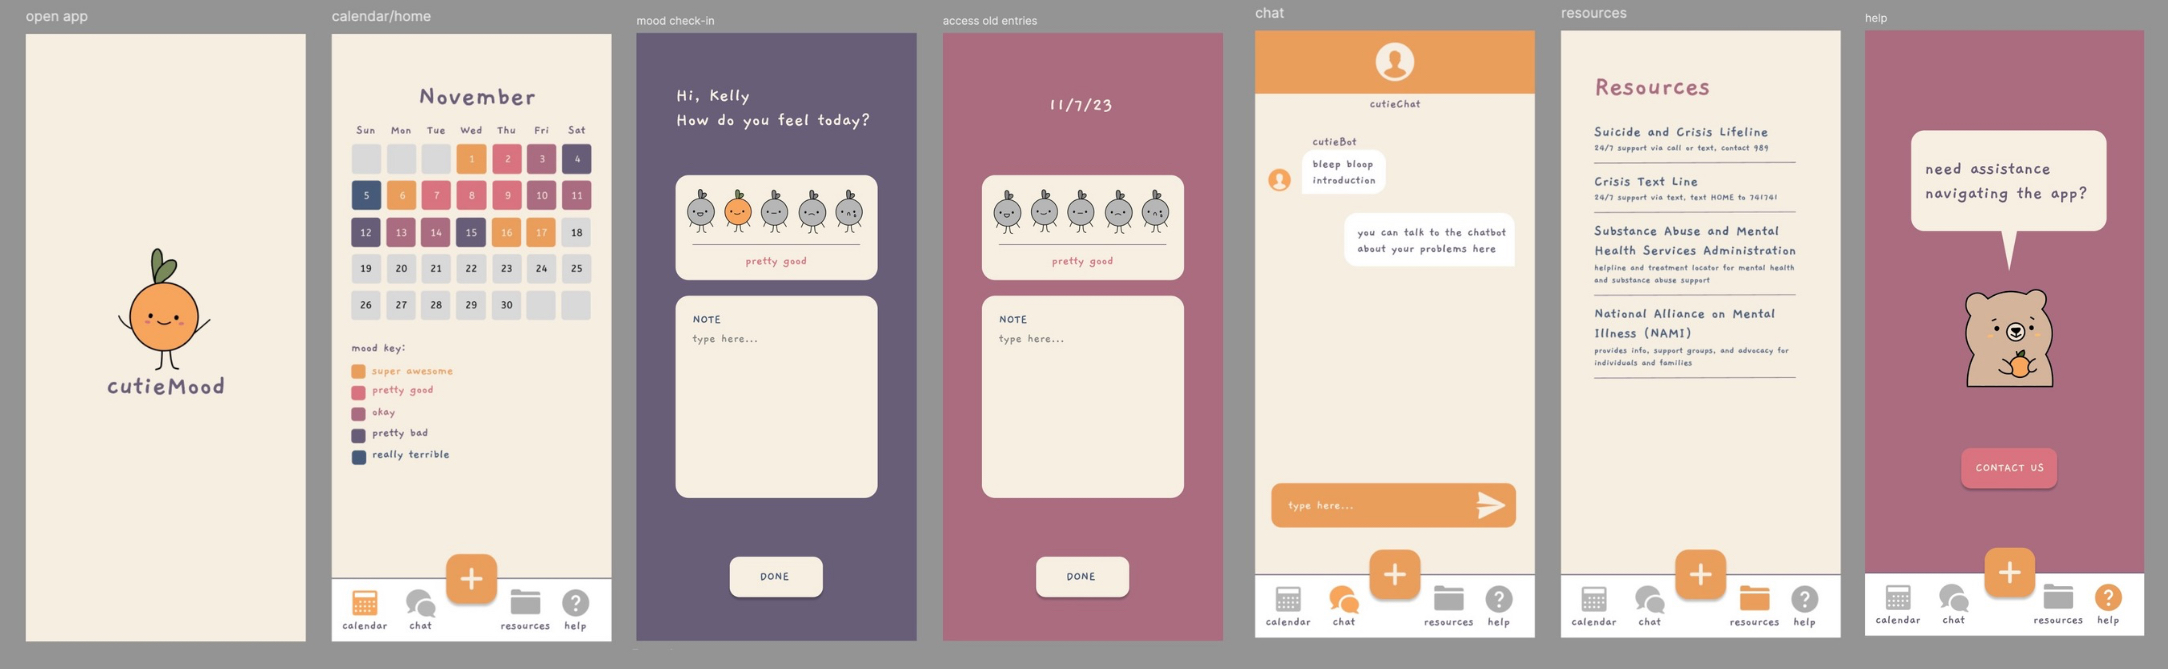 open app
cutieMood
calendar/home
November
Sun Mon Tue Wed Thu Fri Sat
1 2 3 4
5 6 7 8 9 10 11
12 13 14 15 16 17 18
19 20 21 22 23 24 25
26 27 28 29 30
mood key:
super awesome
pretty good
okay
pretty bad
really terrible
calendar chat resources help
mood check-in
Hi, Kelly
How do you feel today?
pretty good
NOTE
type here...
DONE
access old entries
11/7/23
pretty good
NOTE
type here...
DONE
chat
cutieChat
cutieBot
bleep bloop
introduction
you can talk to the chatbot
about your problems here
type here...
calendar chat resources help
resources
Resources
Suicide and Crisis Lifeline
24/7 support via call or text, contact 989
Crisis Text Line
24/7 support via text, text HOME to 741741
Substance Abuse and Mental
Health Services Administration
helpline and treatment locator for mental health
and substance abuse support
National Alliance on Mental
Illness (NAMI)
provides info, support groups, and advocacy for
individuals and families
calendar chat resources help
help
need assistance
navigating the app?
CONTACT US
calendar chat resources help